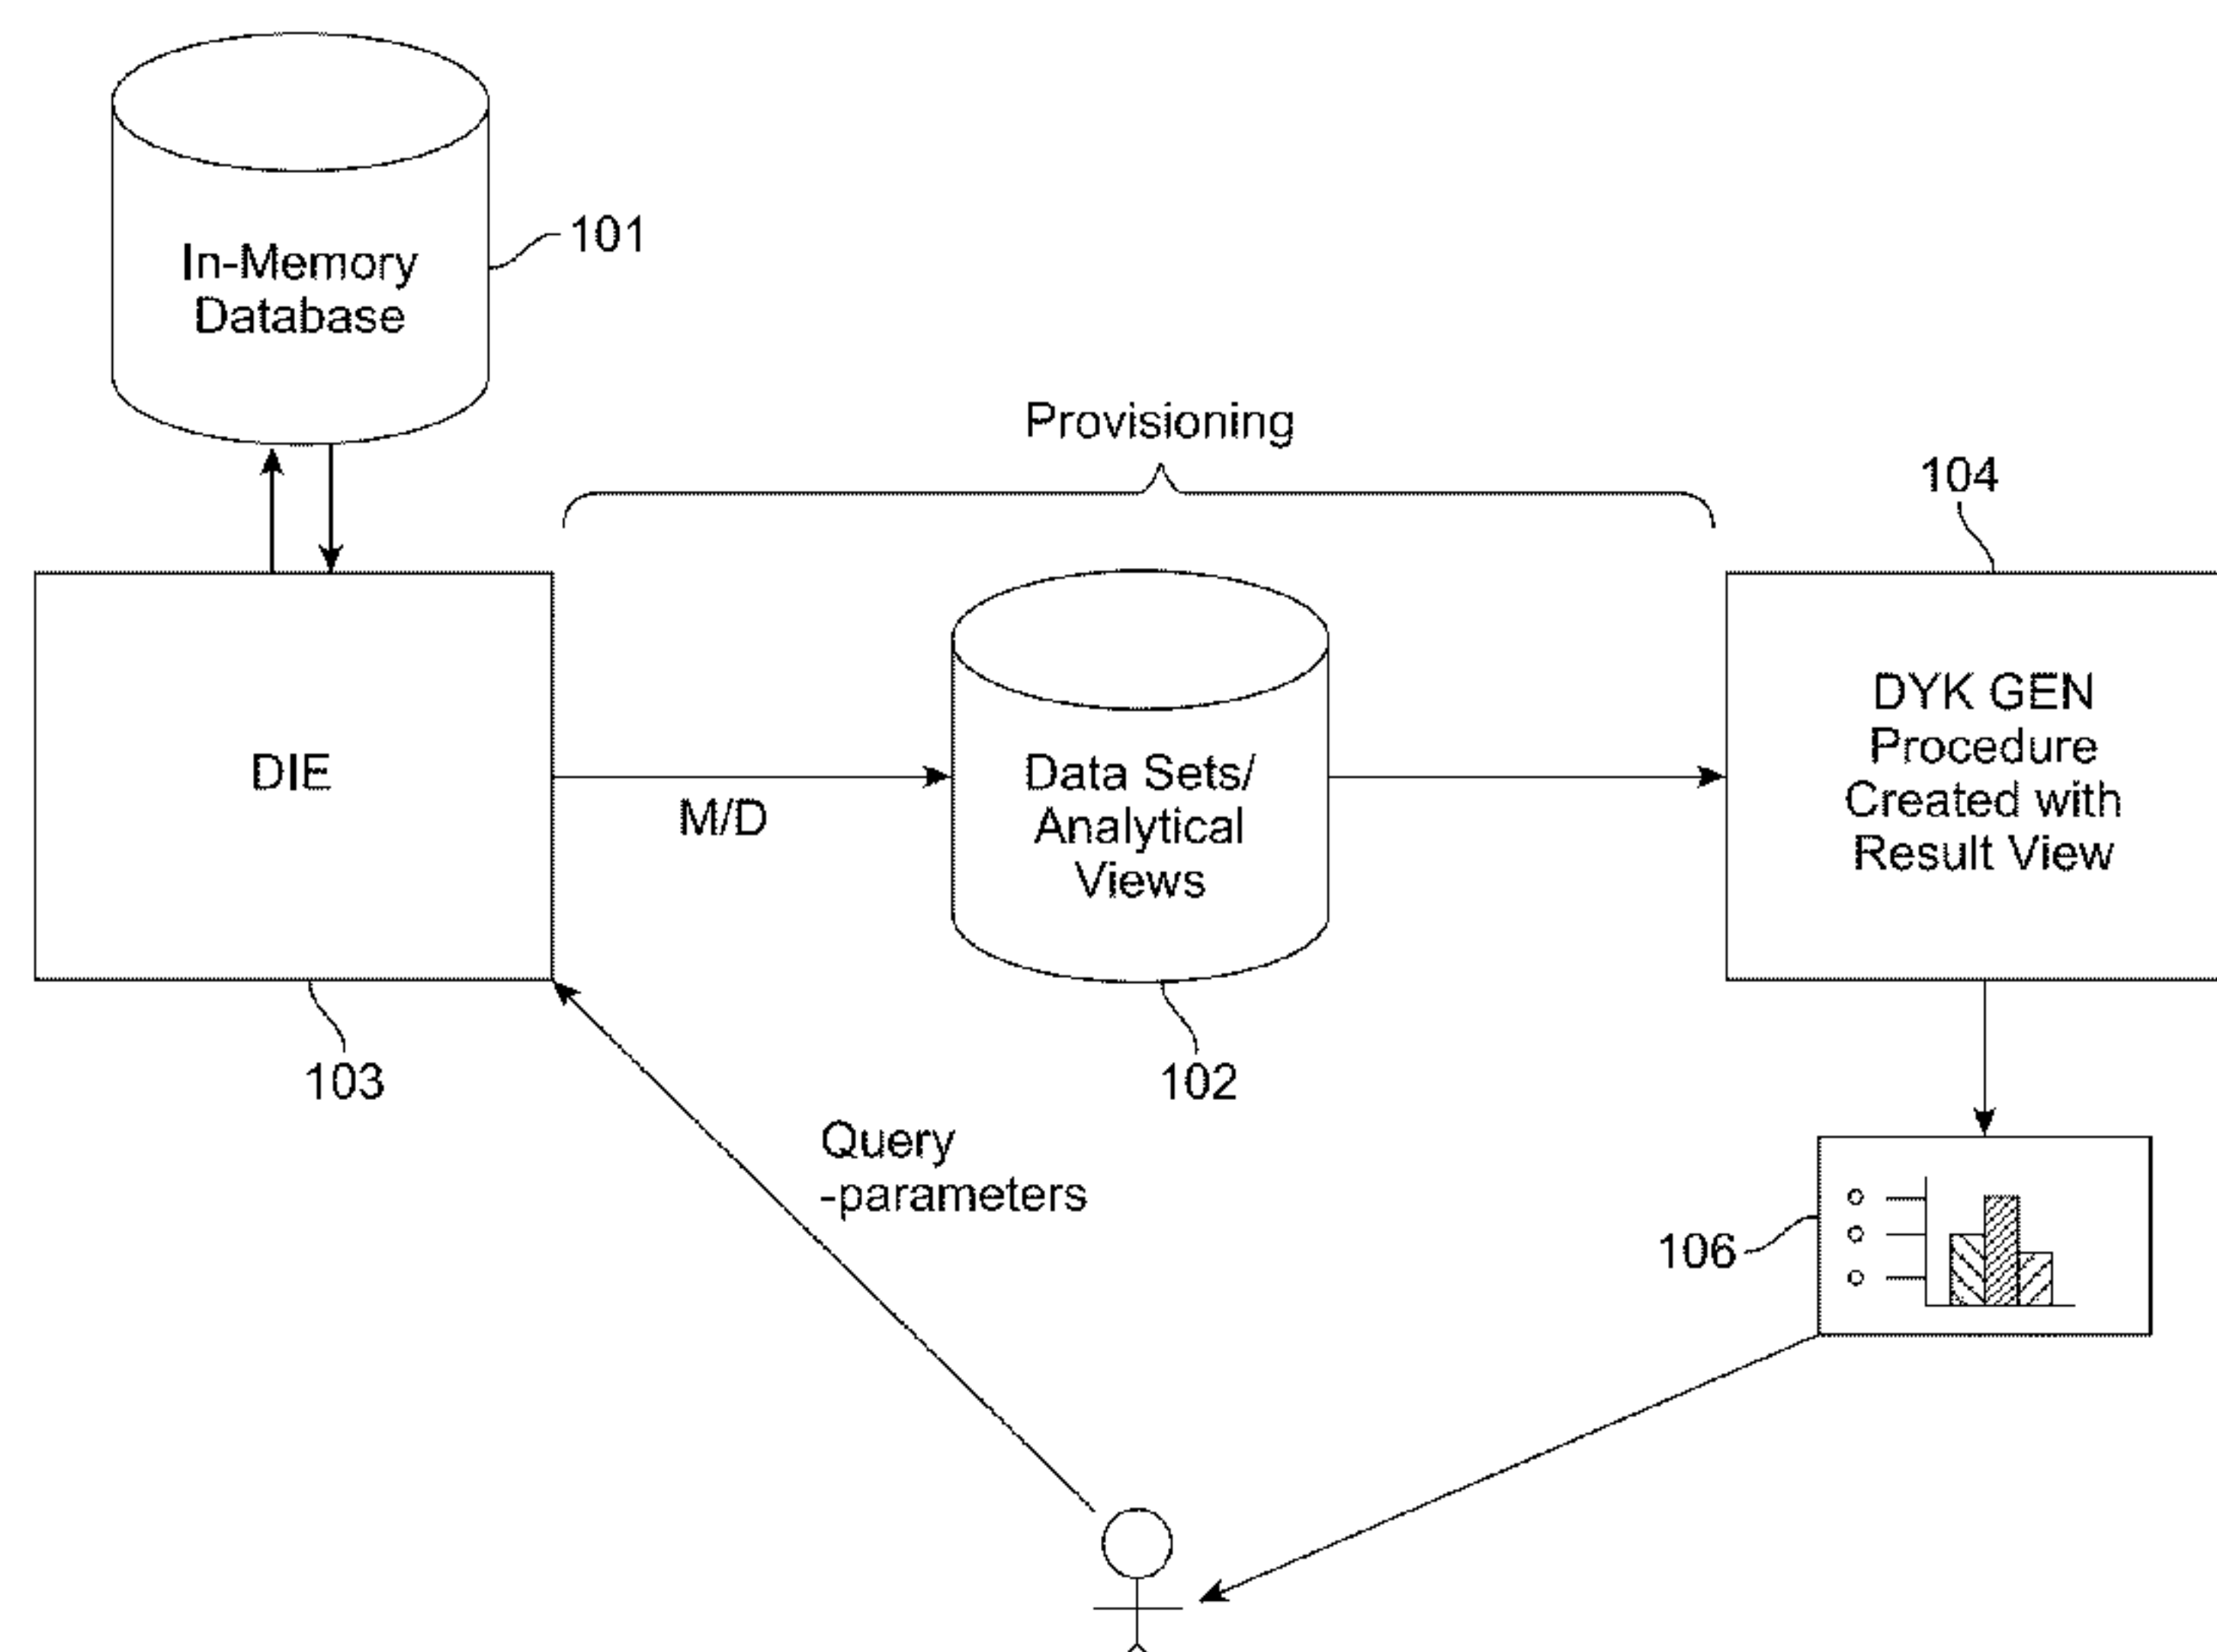 In-Memory
Database
101
Provisioning
104
DIE
M/D
Data Sets/
Analytical
Views
DYK GEN
Procedure
Created with
Result View
103
102
Query
-parameters
106